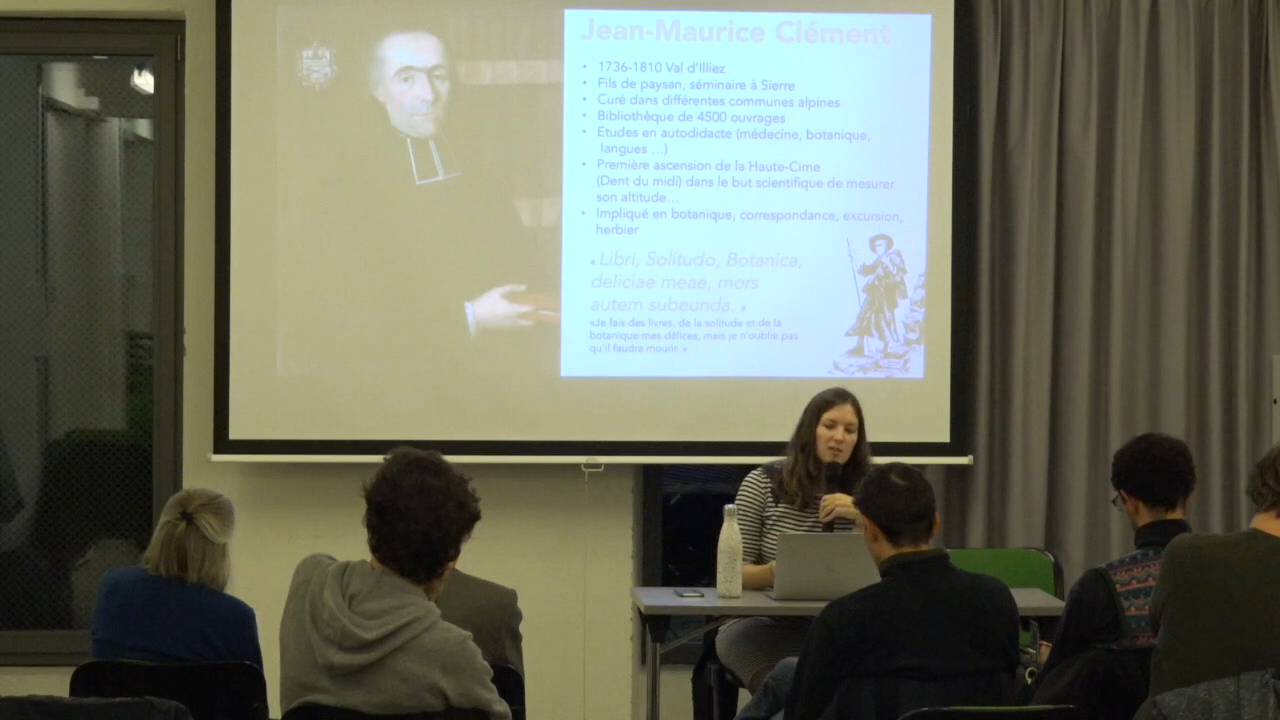 Jean-Maurice Clément
• 1736-1810 Val d'Illiez
• Fils de paysan, séminaire à Sierre
• Curé dans différentes communes alpines
• Bibliothèque de 4500 ouvrages
• Etudes en autodidacte (médecine, botanique,
langues ...)
• Première ascension de la Haute-Cime
(Dent du midi) dans le but scientifique de mesurer
son altitude...
• Impliqué en botanique, correspondance, excursion,
herbier
« Libri, Solitudo, Botanica,
deliciae meae, mors
autem subeunda. »
«Je fais des livres, de la solitude et de la
botanique mes délices, mais je n'oublie pas
qu'il faudra mourir. »